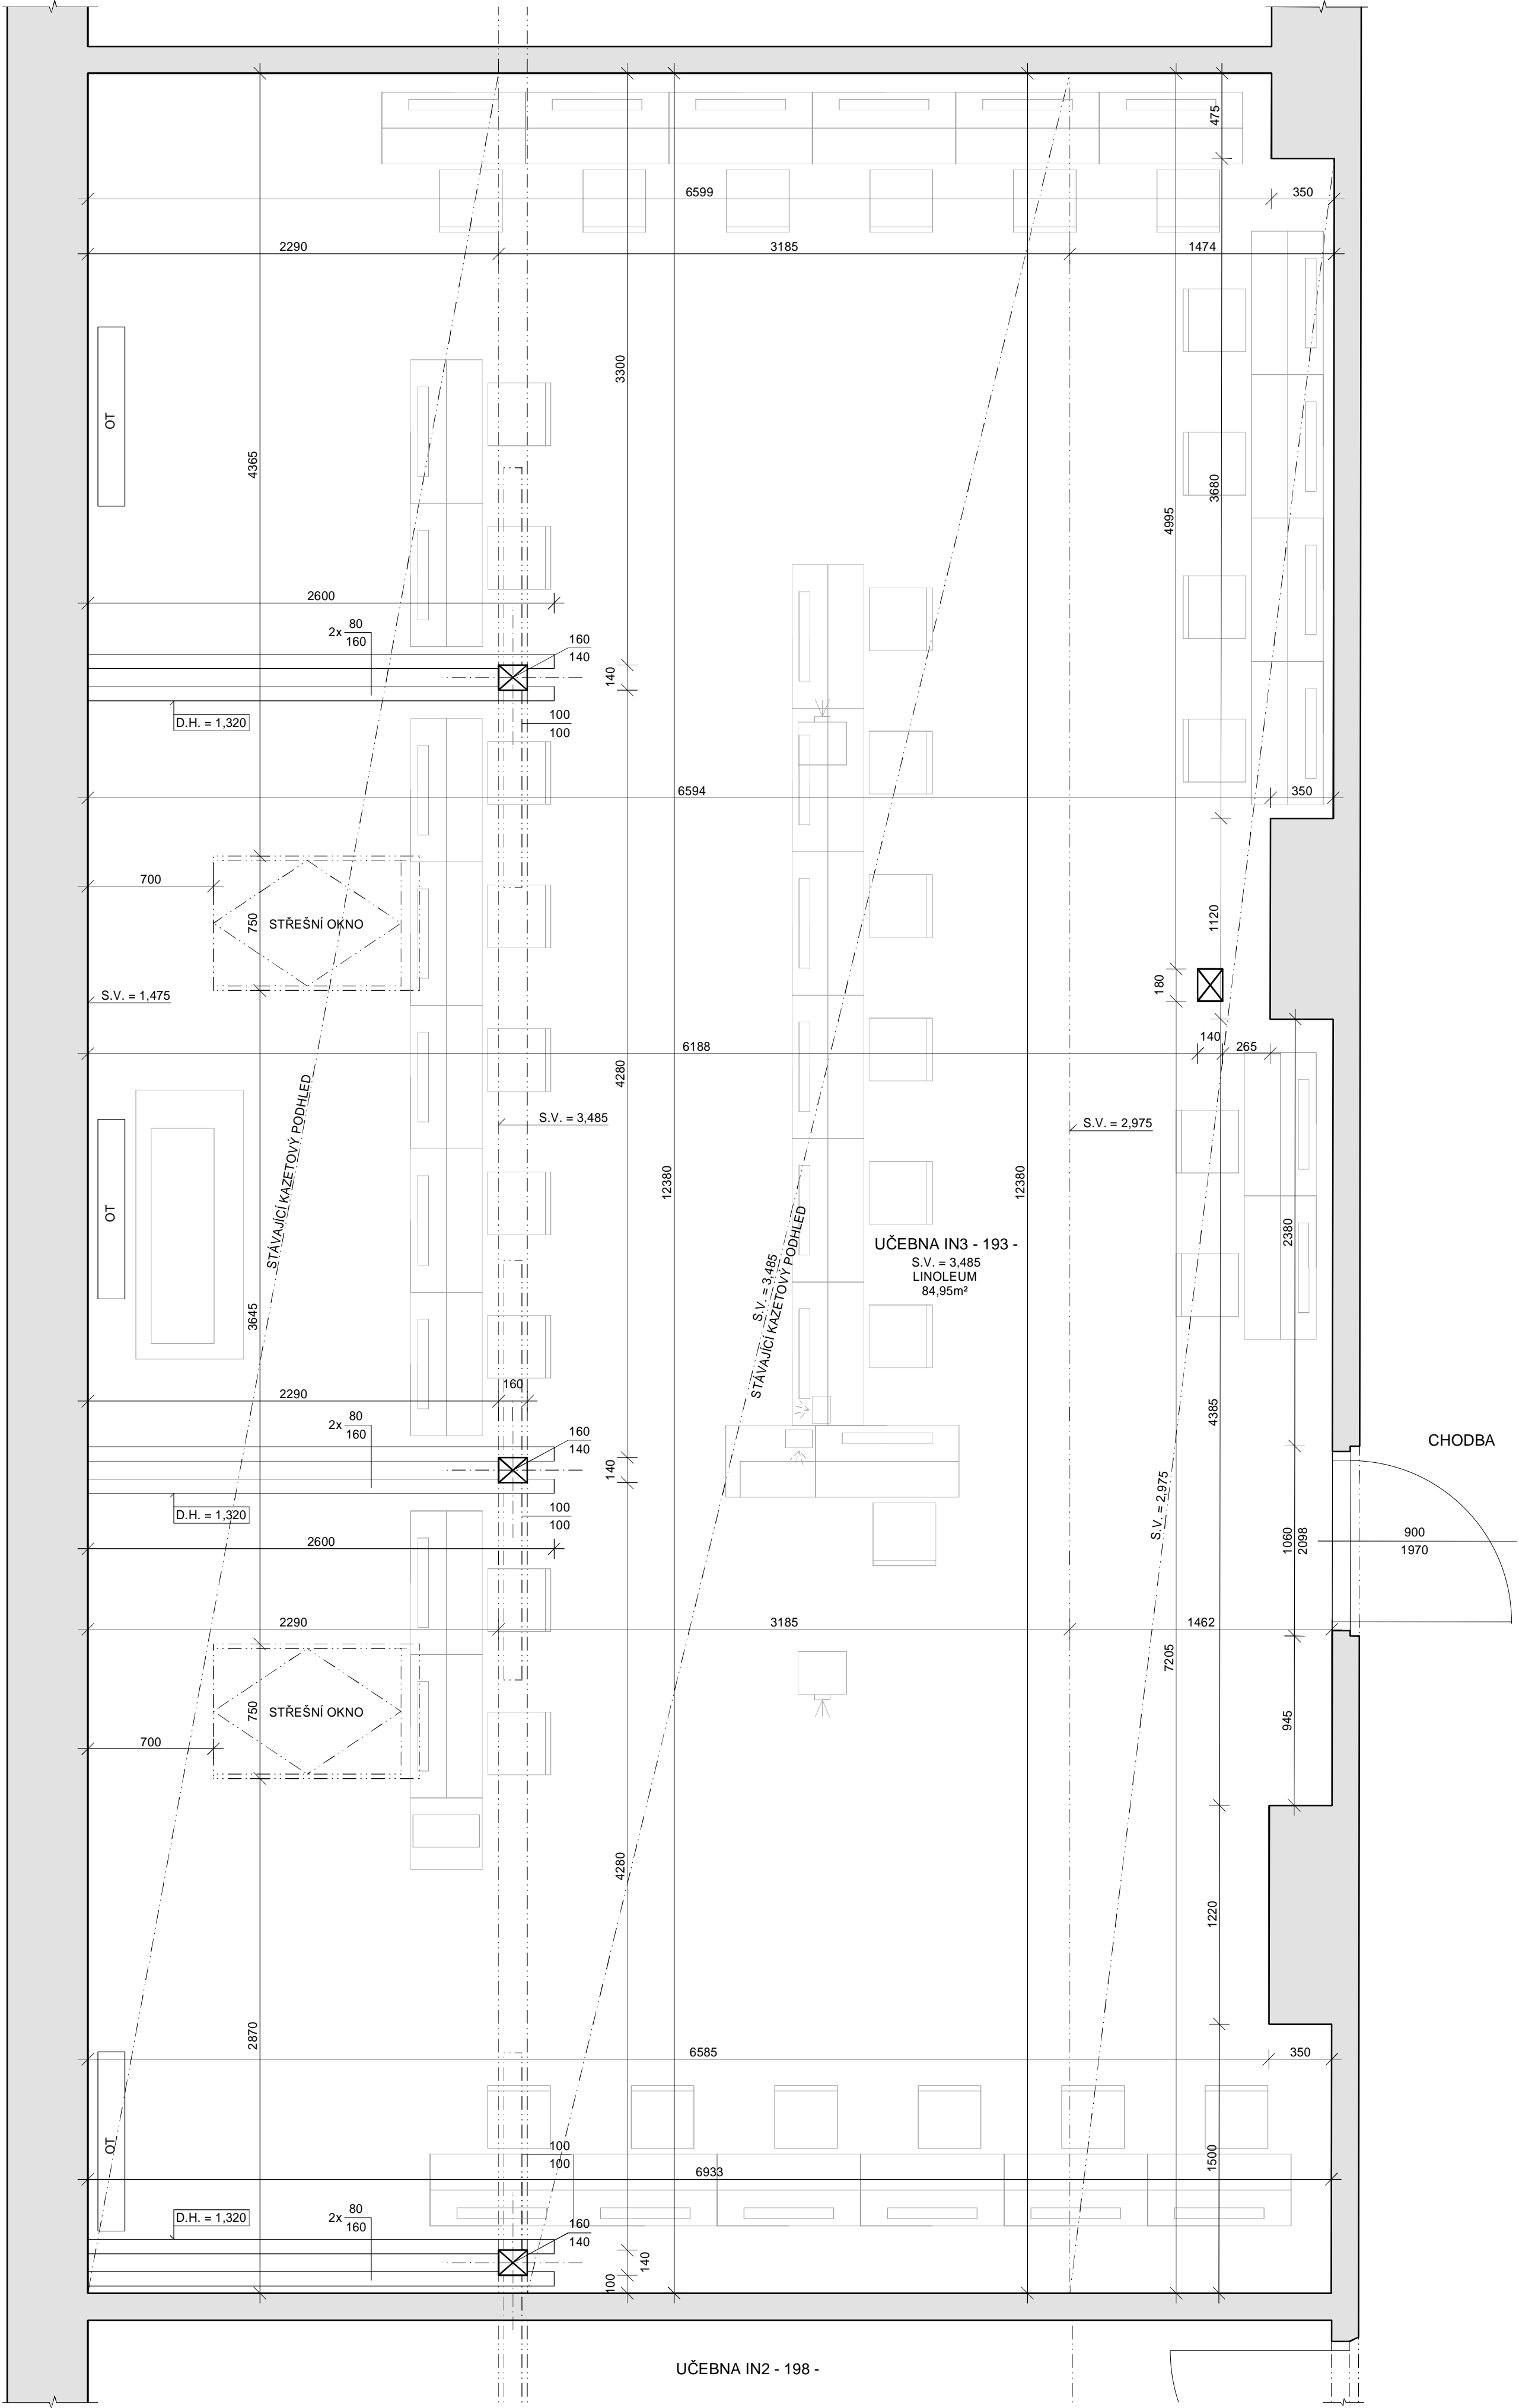 475
6599
350
2290
3185
1474
OT
3300
4365
3680
4995
2600
2x 80
160
160
140
140
D.H. = 1,320
100
100
6594
350
700
750
STŘEŠNÍ OKNO
1120
180
S.V. = 1,475
140
6188
265
4280
STÁVAJÍCÍ KAZETOVÝ PODHLED
S.V. = 3,485
S.V. = 2,975
12380
12380
OT
2380
UČEBNA IN3 - 193 -
S.V. = 3,485
LINOLEUM
84,95m²
S.V. = 3,485
STÁVAJÍCÍ KAZETOVÝ PODHLED
3645
2290
160
4385
2x 80
160
160
140
140
CHODBA
D.H. = 1,320
100
100
S.V. = 2,975
2600
1060
2098
900
1970
2290
3185
1462
7205
750
STŘEŠNÍ OKNO
945
700
4280
1220
2870
6585
350
OT
100
100
1500
6933
D.H. = 1,320
2x 80
160
160
140
140
100
UČEBNA IN2 - 198 -